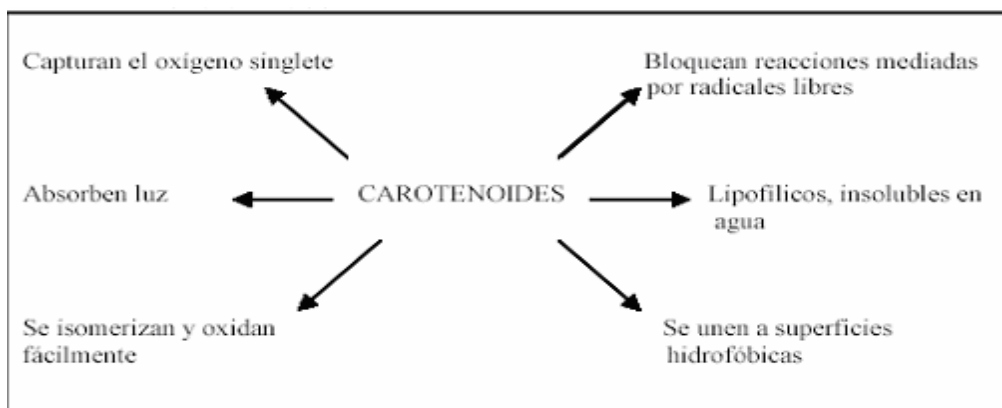 Capturan el oxígeno singlete
Bloquean reacciones mediadas
por radicales libres
Absorben luz
CAROTENOIDES
Lipofílicos, insolubles en
agua
Se isomerizan y oxidan
fácilmente
Se unen a superficies
hidrofóbicas